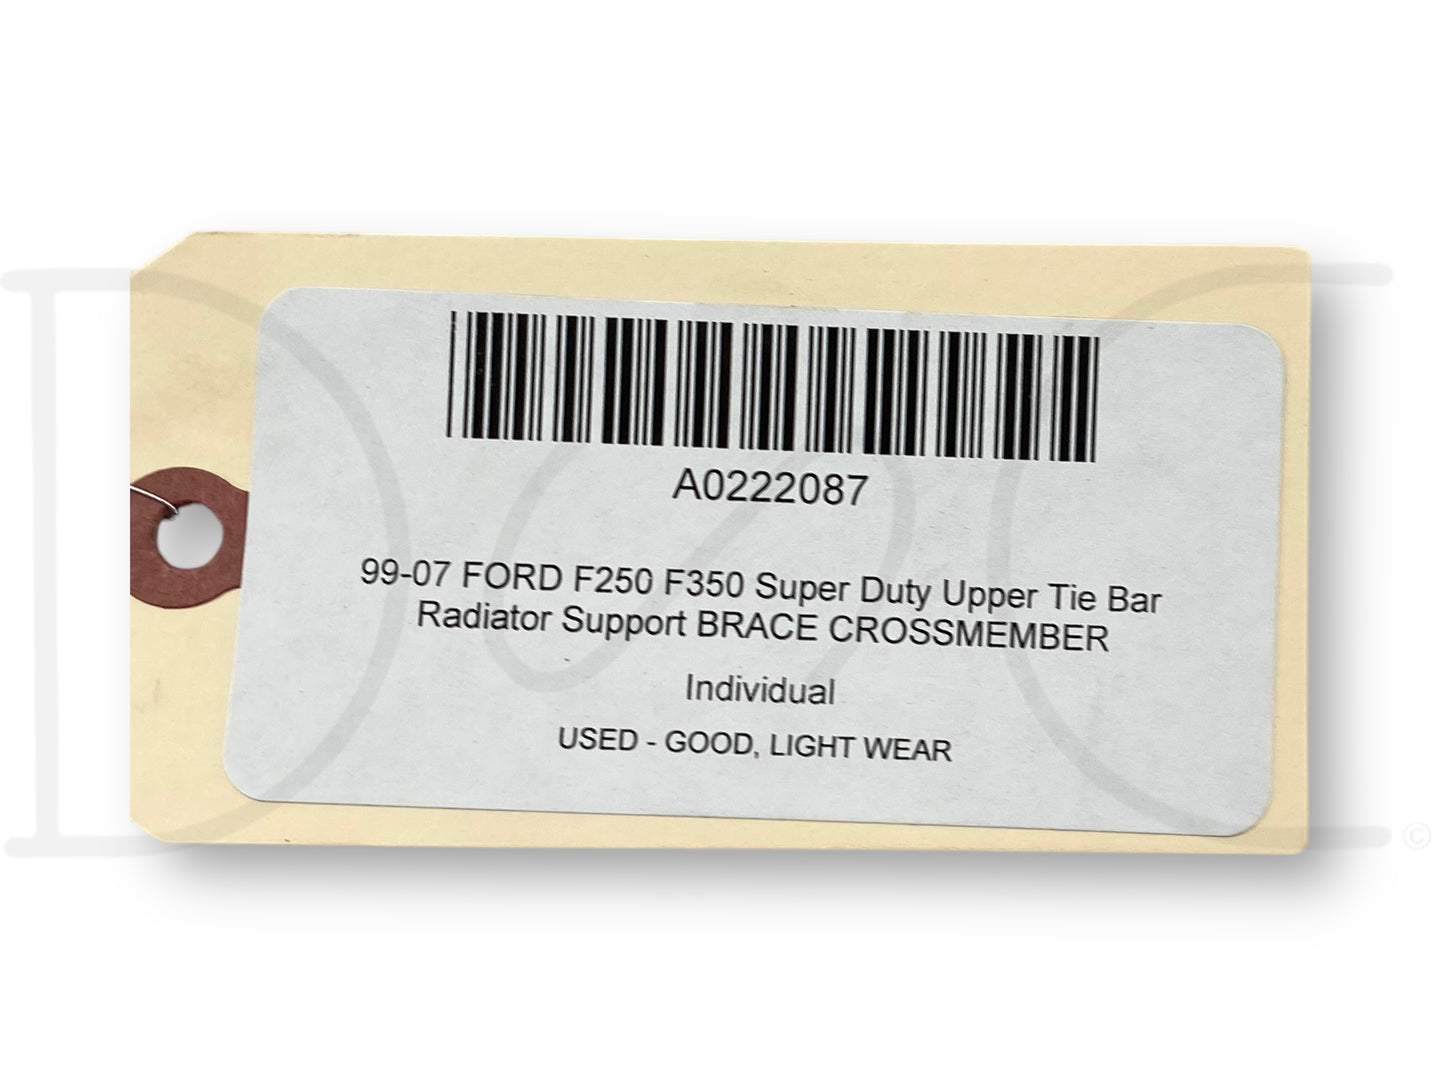 A0222087
99-07 FORD F250 F350 Super Duty Upper Tie Bar
Radiator Support BRACE CROSSMEMBER
Individual
USED - GOOD, LIGHT WEAR
©